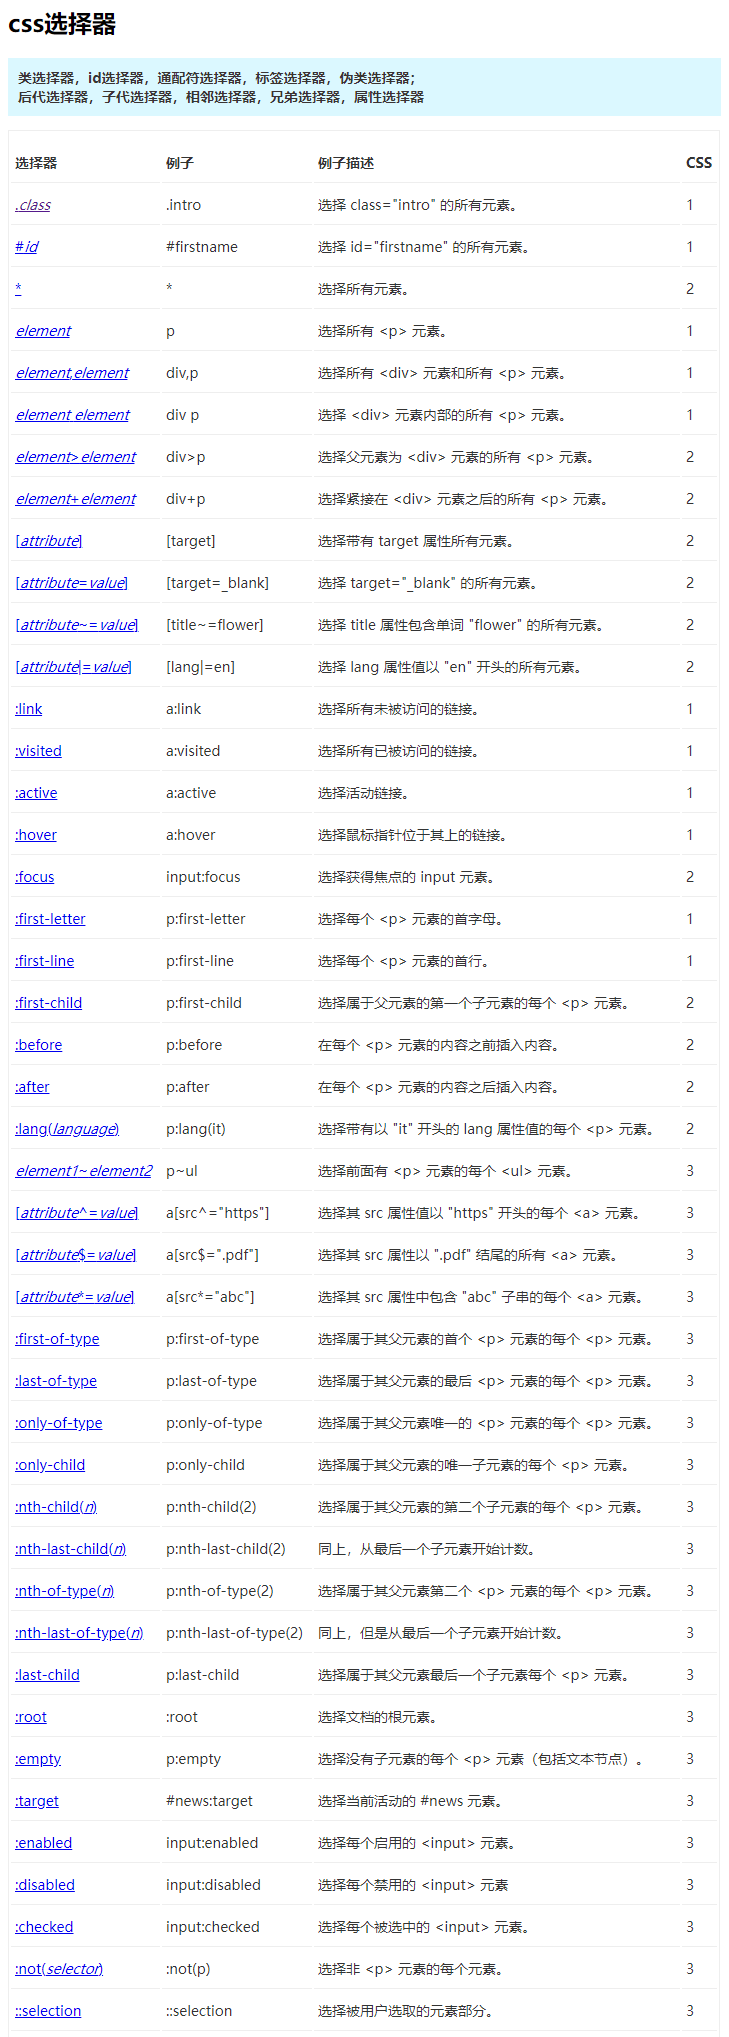 css选择器
类选择器，id选择器，通配符选择器，标签选择器，伪类选择器；
后代选择器，子代选择器，相邻选择器，兄弟选择器，属性选择器
选择器 例子 例子描述 CSS
.class .intro 选择 class="intro" 的所有元素。 1
#id #firstname 选择 id="firstname" 的所有元素。 1
* * 选择所有元素。 2
element p 选择所有 <p> 元素。 1
element,element div,p 选择所有 <div> 元素和所有 <p> 元素。 1
element element div p 选择 <div> 元素内部的所有 <p> 元素。 1
element>element div>p 选择父元素为 <div> 元素的所有 <p> 元素。 2
element+element div+p 选择紧接在 <div> 元素之后的所有 <p> 元素。 2
[attribute] [target] 选择带有 target 属性所有元素。 2
[attribute=value] [target=_blank] 选择 target="_blank" 的所有元素。 2
[attribute~=value] [title~=flower] 选择 title 属性包含单词 "flower" 的所有元素。 2
[attribute|=value] [lang|=en] 选择 lang 属性值以 "en" 开头的所有元素。 2
:link a:link 选择所有未被访问的链接。 1
:visited a:visited 选择所有已被访问的链接。 1
:active a:active 选择活动链接。 1
:hover a:hover 选择鼠标指针位于其上的链接。 1
:focus input:focus 选择获得焦点的 input 元素。 2
:first-letter p:first-letter 选择每个 <p> 元素的首字母。 1
:first-line p:first-line 选择每个 <p> 元素的首行。 1
:first-child p:first-child 选择属于父元素的第一个子元素的每个 <p> 元素。 2
:before p:before 在每个 <p> 元素的内容之前插入内容。 2
:after p:after 在每个 <p> 元素的内容之后插入内容。 2
:lang(language) p:lang(it) 选择带有以 "it" 开头的 lang 属性值的每个 <p> 元素。 2
element1~element2 p~ul 选择前面有 <p> 元素的每个 <ul> 元素。 3
[attribute^=value] a[src^="https"] 选择其 src 属性值以 "https" 开头的每个 <a> 元素。 3
[attribute$=value] a[src$=".pdf"] 选择其 src 属性以 ".pdf" 结尾的所有 <a> 元素。 3
[attribute*=value] a[src*="abc"] 选择其 src 属性中包含 "abc" 子串的每个 <a> 元素。 3
:first-of-type p:first-of-type 选择属于其父元素的首个 <p> 元素的每个 <p> 元素。 3
:last-of-type p:last-of-type 选择属于其父元素的最后 <p> 元素的每个 <p> 元素。 3
:only-of-type p:only-of-type 选择属于其父元素唯一的 <p> 元素的每个 <p> 元素。 3
:only-child p:only-child 选择属于其父元素的唯一子元素的每个 <p> 元素。 3
:nth-child(n) p:nth-child(2) 选择属于其父元素的第二个子元素的每个 <p> 元素。 3
:nth-last-child(n) p:nth-last-child(2) 同上，从最后一个子元素开始计数。 3
:nth-of-type(n) p:nth-of-type(2) 选择属于其父元素第二个 <p> 元素的每个 <p> 元素。 3
:nth-last-of-type(n) p:nth-last-of-type(2) 同上，但是从最后一个子元素开始计数。 3
:last-child p:last-child 选择属于其父元素最后一个子元素每个 <p> 元素。 3
:root :root 选择文档的根元素。 3
:empty p:empty 选择没有子元素的每个 <p> 元素（包括文本节点）。 3
:target #news:target 选择当前活动的 #news 元素。 3
:enabled input:enabled 选择每个启用的 <input> 元素。 3
:disabled input:disabled 选择每个禁用的 <input> 元素 3
:checked input:checked 选择每个被选中的 <input> 元素。 3
:not(selector) :not(p) 选择非 <p> 元素的每个元素。 3
::selection ::selection 选择被用户选取的元素部分。 3